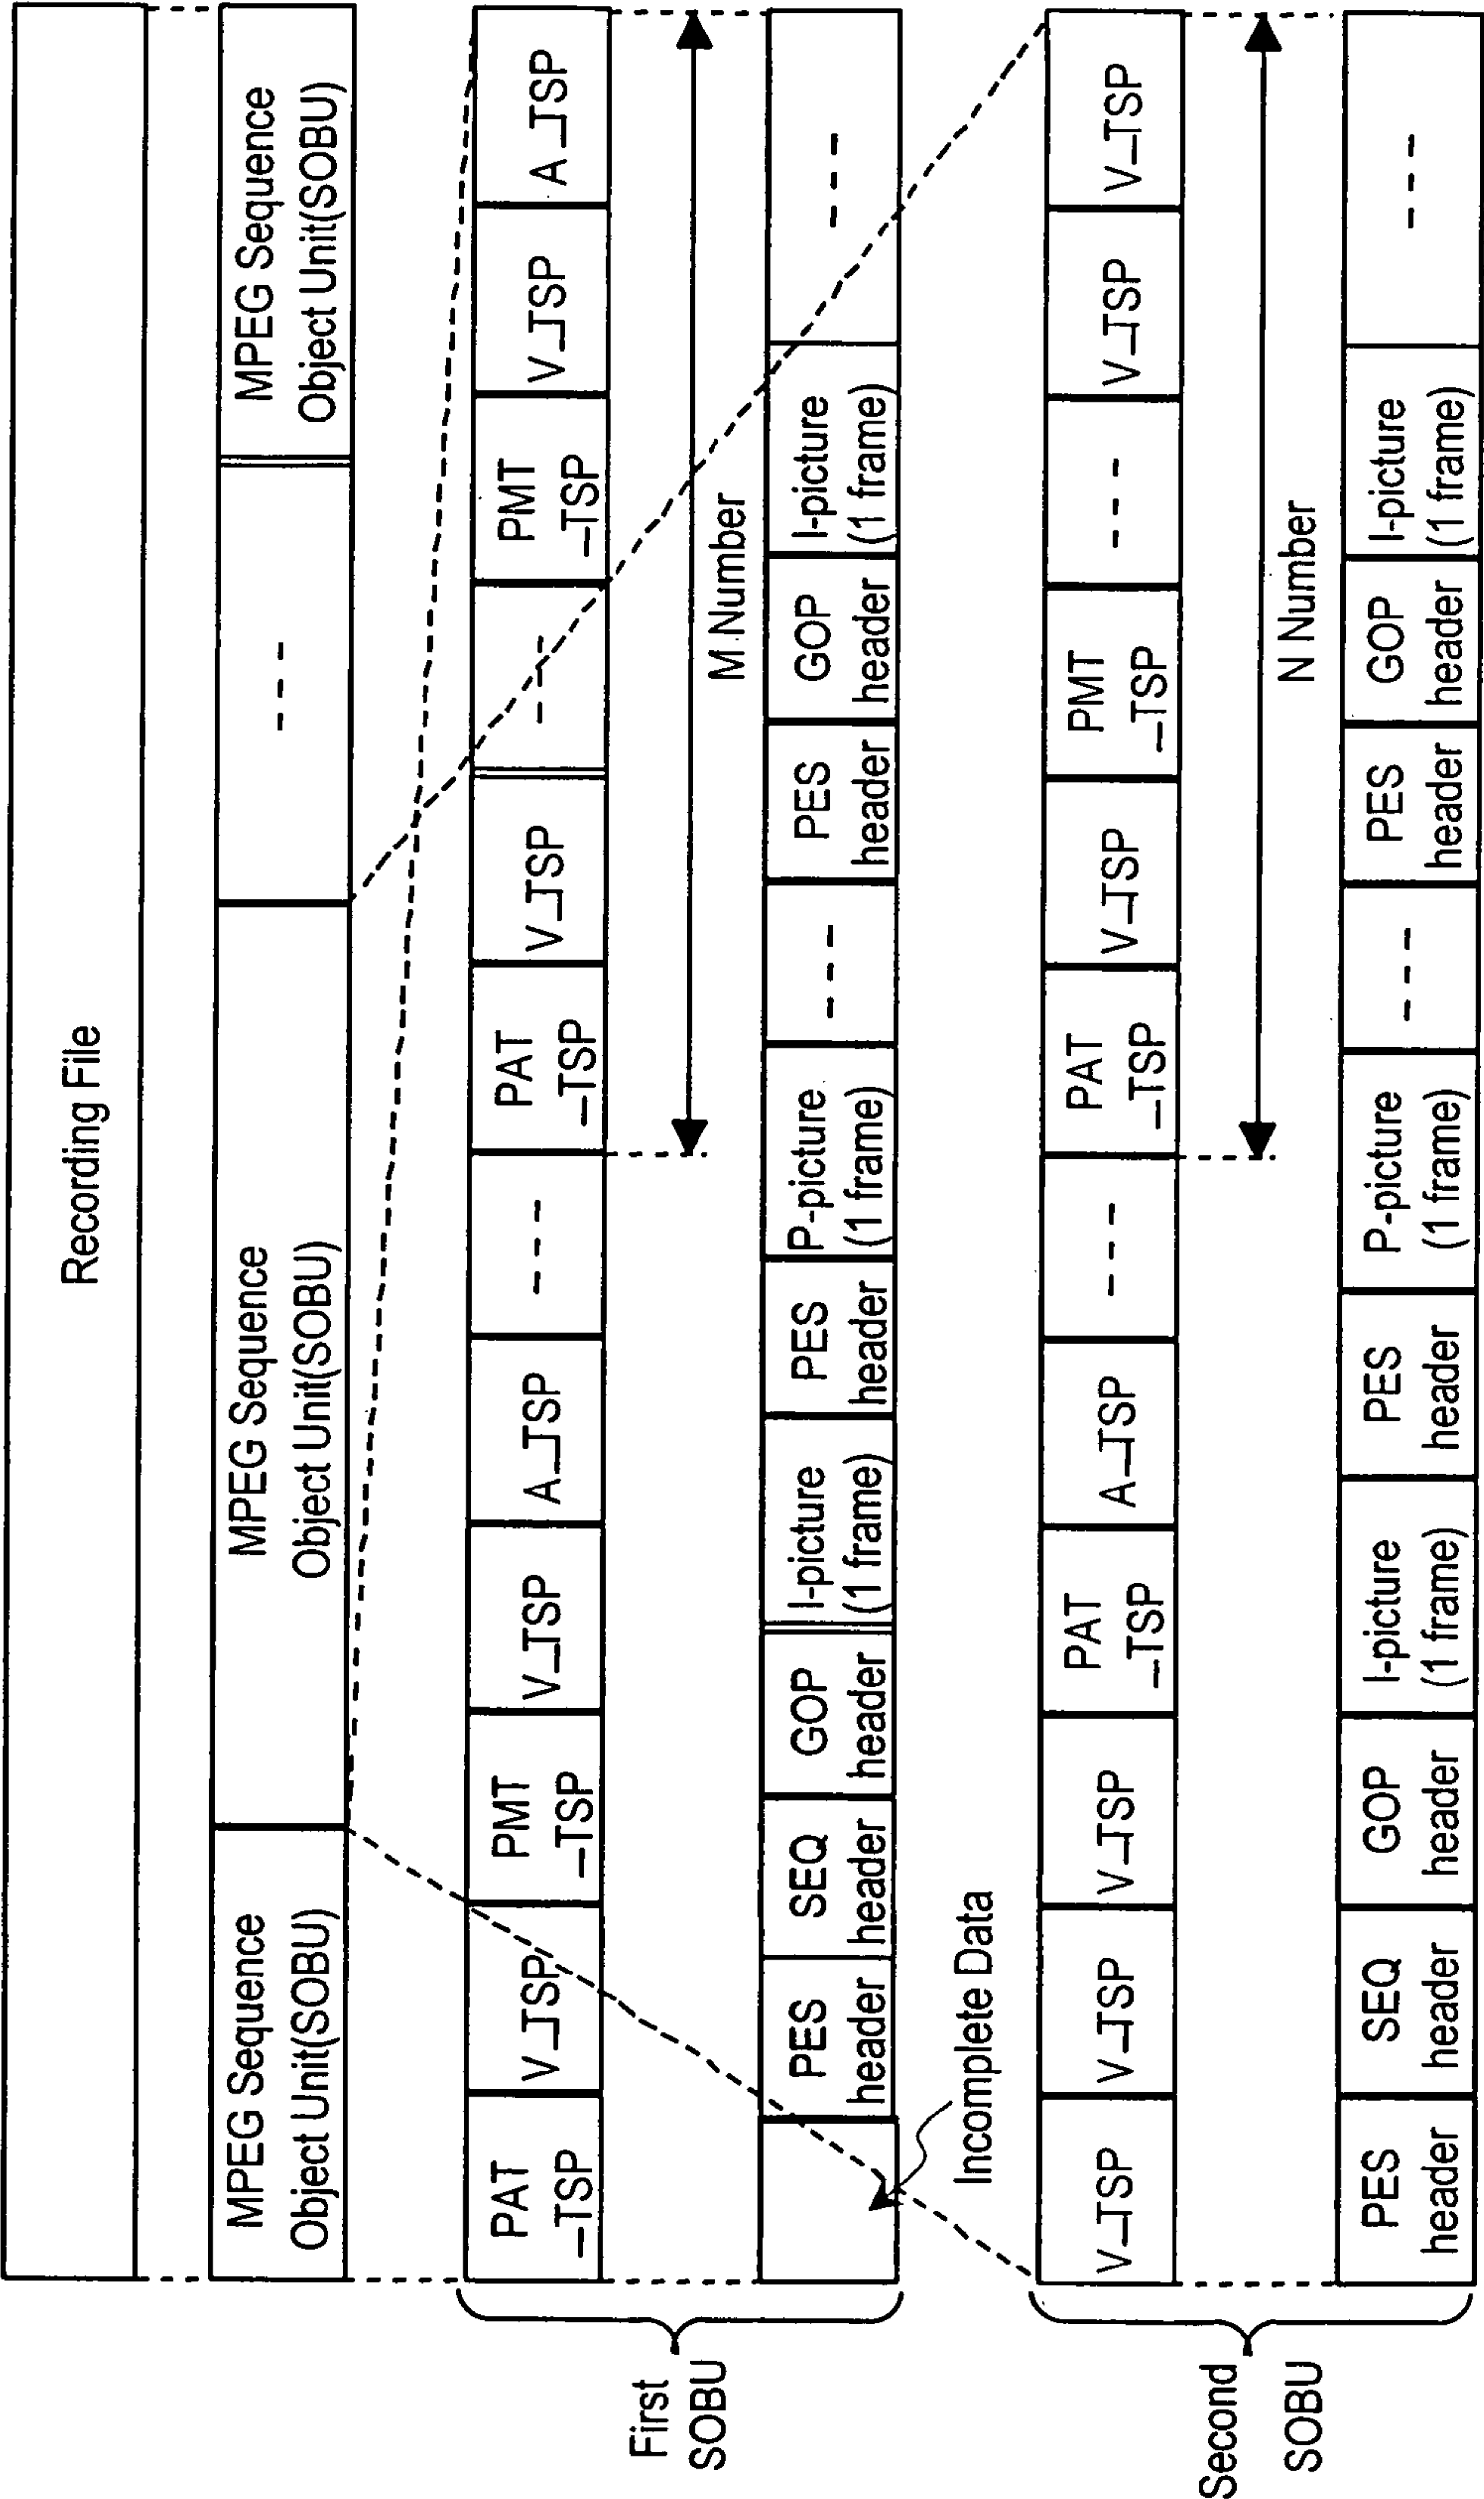 Recording File
MPEG Sequence
Object Unit(SOBU)
MPEG Sequence
Object Unit(SOBU)
- - -
MPEG Sequence
Object Unit(SOBU)
First
SOBU
PAT
_TSP
V_TSP
PMT
_TSP
V_TSP
A_TSP
- - -
PAT
_TSP
V_TSP
- - -
PMT
_TSP
V_TSP
A_TSP
M Number
PES
header
SEQ
header
GOP
header
I-picture
(1 frame)
PES
header
P-picture
(1 frame)
- - -
PES
header
GOP
header
I-picture
(1 frame)
- - -
Incomplete Data
Second
SOBU
V_TSP
V_TSP
V_TSP
PAT
_TSP
A_TSP
- - -
PAT
_TSP
V_TSP
PMT
_TSP
- - -
V_TSP
V_TSP
N Number
PES
header
SEQ
header
GOP
header
I-picture
(1 frame)
PES
header
P-picture
(1 frame)
- - -
PES
header
GOP
header
I-picture
(1 frame)
- - -